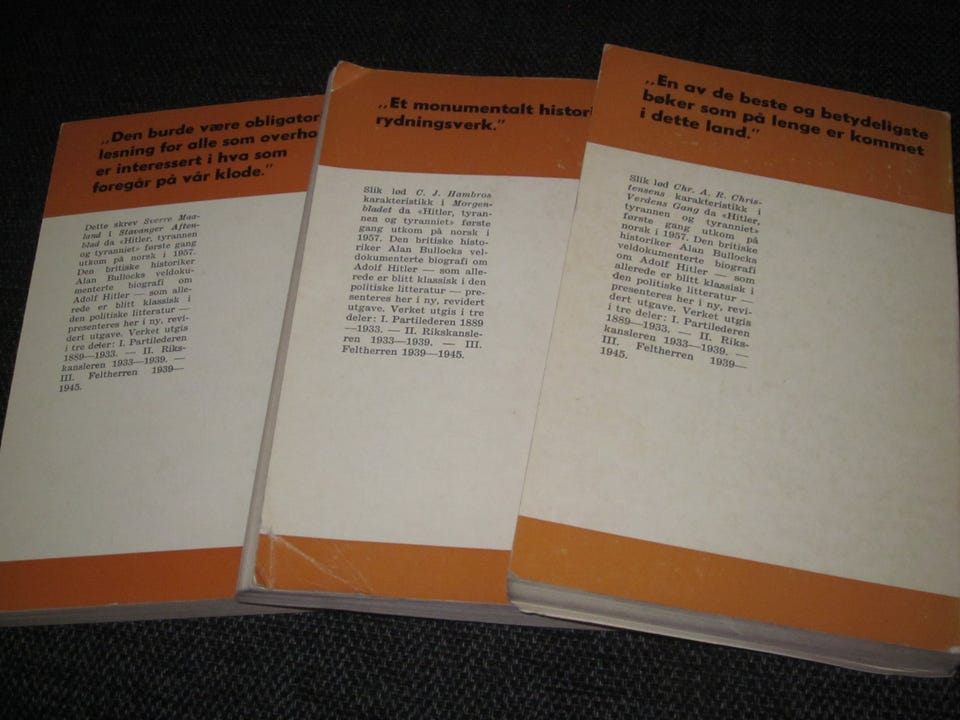 „Den burde være obligator
lesning for alle som overho
er interessert i hva som
foregår på vår klode."
Dette skrev Sverre Maa-
land i Stavanger Aften-
blad da «Hitler, tyrannen
og tyranniet» første gang
utkom på norsk i 1957.
Den britiske historiker
Alan Bullocks veldoku-
menterte biografi om
Adolf Hitler — som alle-
rede er blitt klassisk i
den politiske litteratur —
presenteres her i ny, revi-
dert utgave. Verket utgis
i tre deler: I. Partilederen
1889—1933. — II. Riks-
kansleren 1933—1939. —
III. Feltherren 1939—
1945.
„Et monumentalt histori
rydningsverk."
Slik lød C. J. Hambros
karakteristikk i Morgen-
bladet da «Hitler, tyran-
nen og tyranniet» første
gang utkom på norsk i
1957. Den britiske histo-
riker Alan Bullocks vel-
dokumenterte biografi om
Adolf Hitler — som alle-
rede er blitt klassisk i den
politiske litteratur — pre-
senteres her i ny, revidert
utgave. Verket utgis i tre
deler: I. Partilederen 1889
—1933. — II. Rikskansle-
ren 1933—1939. — III.
Feltherren 1939—1945.
„En av de beste og betydeligste
bøker som på lenge er kommet
i dette land."
Slik lød Chr. A. R. Chris-
tensens karakteristikk i
Verdens Gang da «Hitler,
tyrannen og tyranniet»
første gang utkom på
norsk i 1957. Den britiske
historiker Alan Bullocks
veldokumenterte biografi
om Adolf Hitler — som
allerede er blitt klassisk i
den politiske litteratur —
presenteres her i ny, revi-
dert utgave. Verket utgis
i tre deler: I. Partilederen
1889—1933. — II. Riks-
kansleren 1933—1939. —
III. Feltherren 1939—
1945.